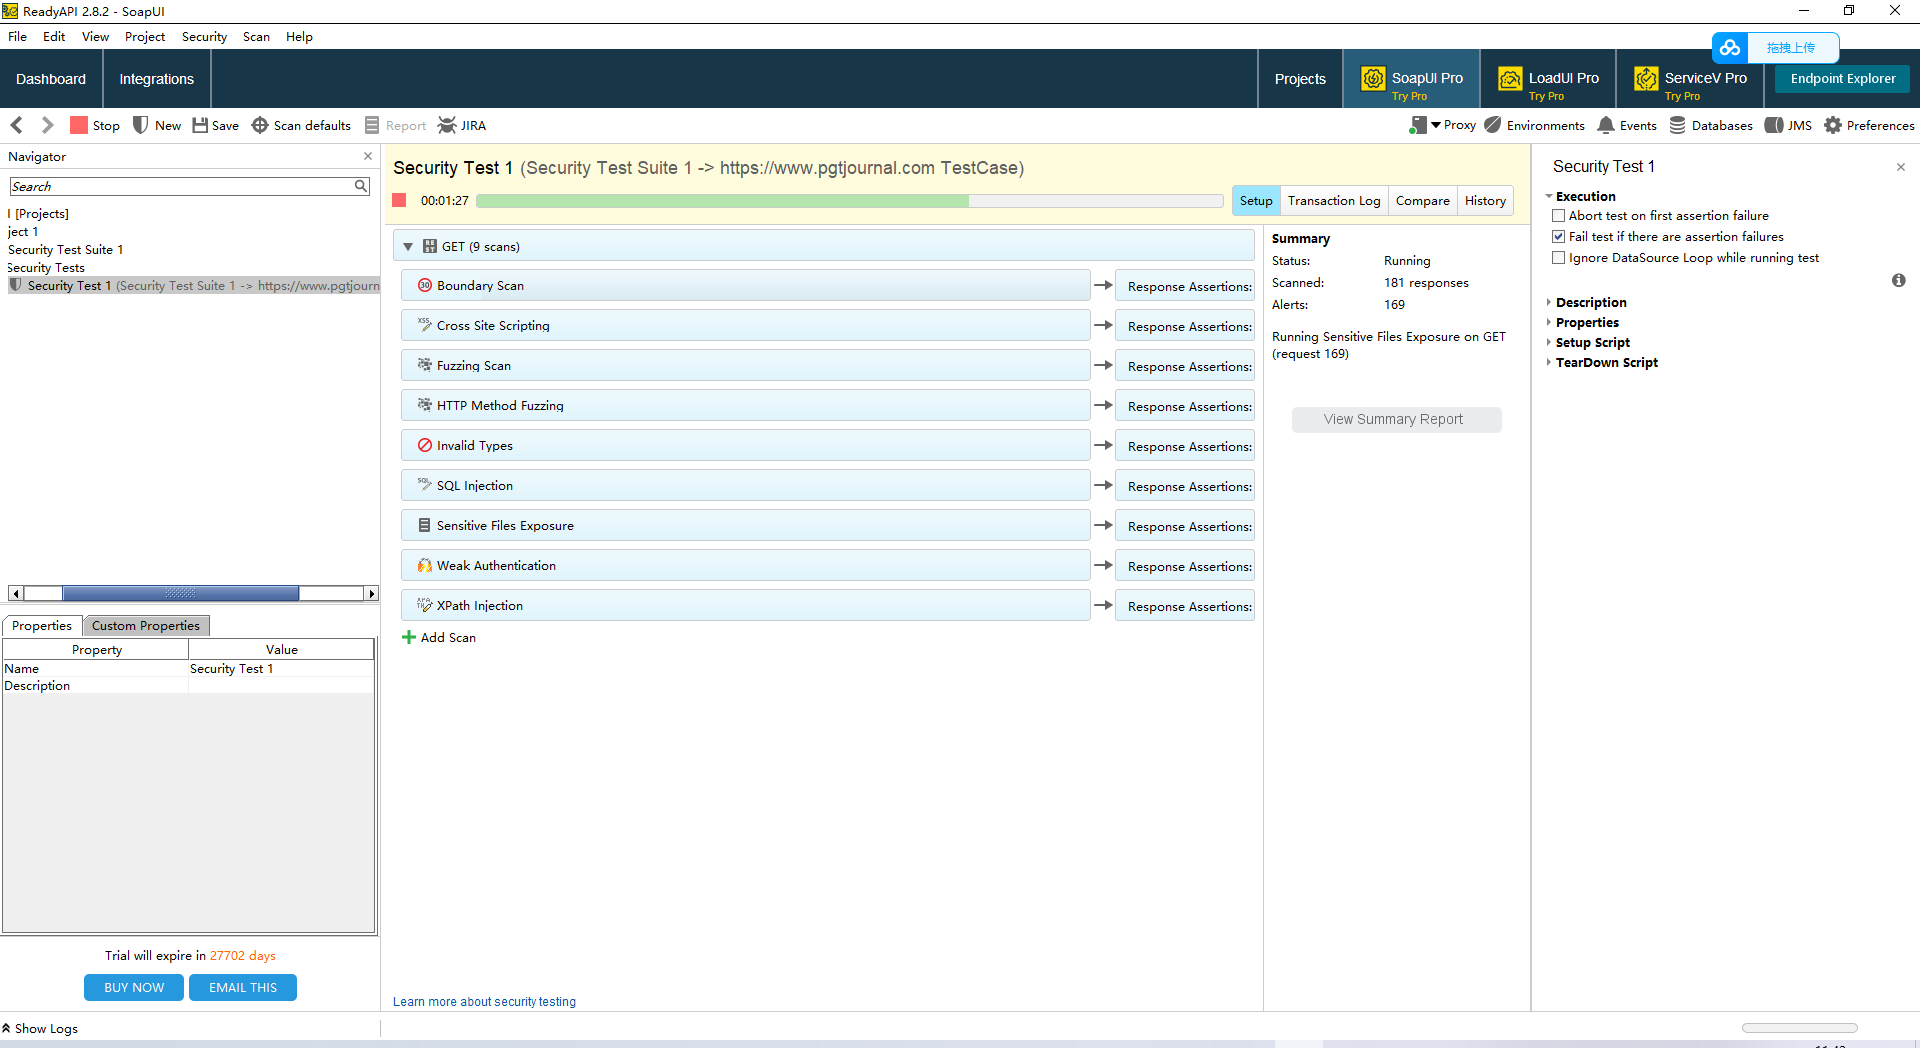 ReadyAPI 2.8.2 - SoapUI
File Edit View Project Security Scan Help
Dashboard Integrations Projects SoapUI Pro Try Pro LoadUI Pro Try Pro ServiceV Pro Try Pro 拖拽上传 Endpoint Explorer
Stop New Save Scan defaults Report JIRA Proxy Environments Events Databases JMS Preferences
Navigator
Search
[Projects]
ject 1
Security Test Suite 1
Security Tests
Security Test 1 (Security Test Suite 1 -> https://www.pgtjourn
Properties Custom Properties
Property Value
Name Security Test 1
Description
Trial will expire in 27702 days
BUY NOW EMAIL THIS
Show Logs
Security Test 1 (Security Test Suite 1 -> https://www.pgtjournal.com TestCase)
00:01:27 Setup Transaction Log Compare History
REST GET (9 scans)
30 Boundary Scan Response Assertions:
XSS Cross Site Scripting Response Assertions:
Fuzzing Scan Response Assertions:
HTTP Method Fuzzing Response Assertions:
Invalid Types Response Assertions:
SQL SQL Injection Response Assertions:
Sensitive Files Exposure Response Assertions:
Weak Authentication Response Assertions:
XPATH XPath Injection Response Assertions:
Add Scan
Learn more about security testing
Summary
Status: Running
Scanned: 181 responses
Alerts: 169
Running Sensitive Files Exposure on GET
(request 169)
View Summary Report
Security Test 1
Execution
Abort test on first assertion failure
Fail test if there are assertion failures
Ignore DataSource Loop while running test
Description
Properties
Setup Script
TearDown Script